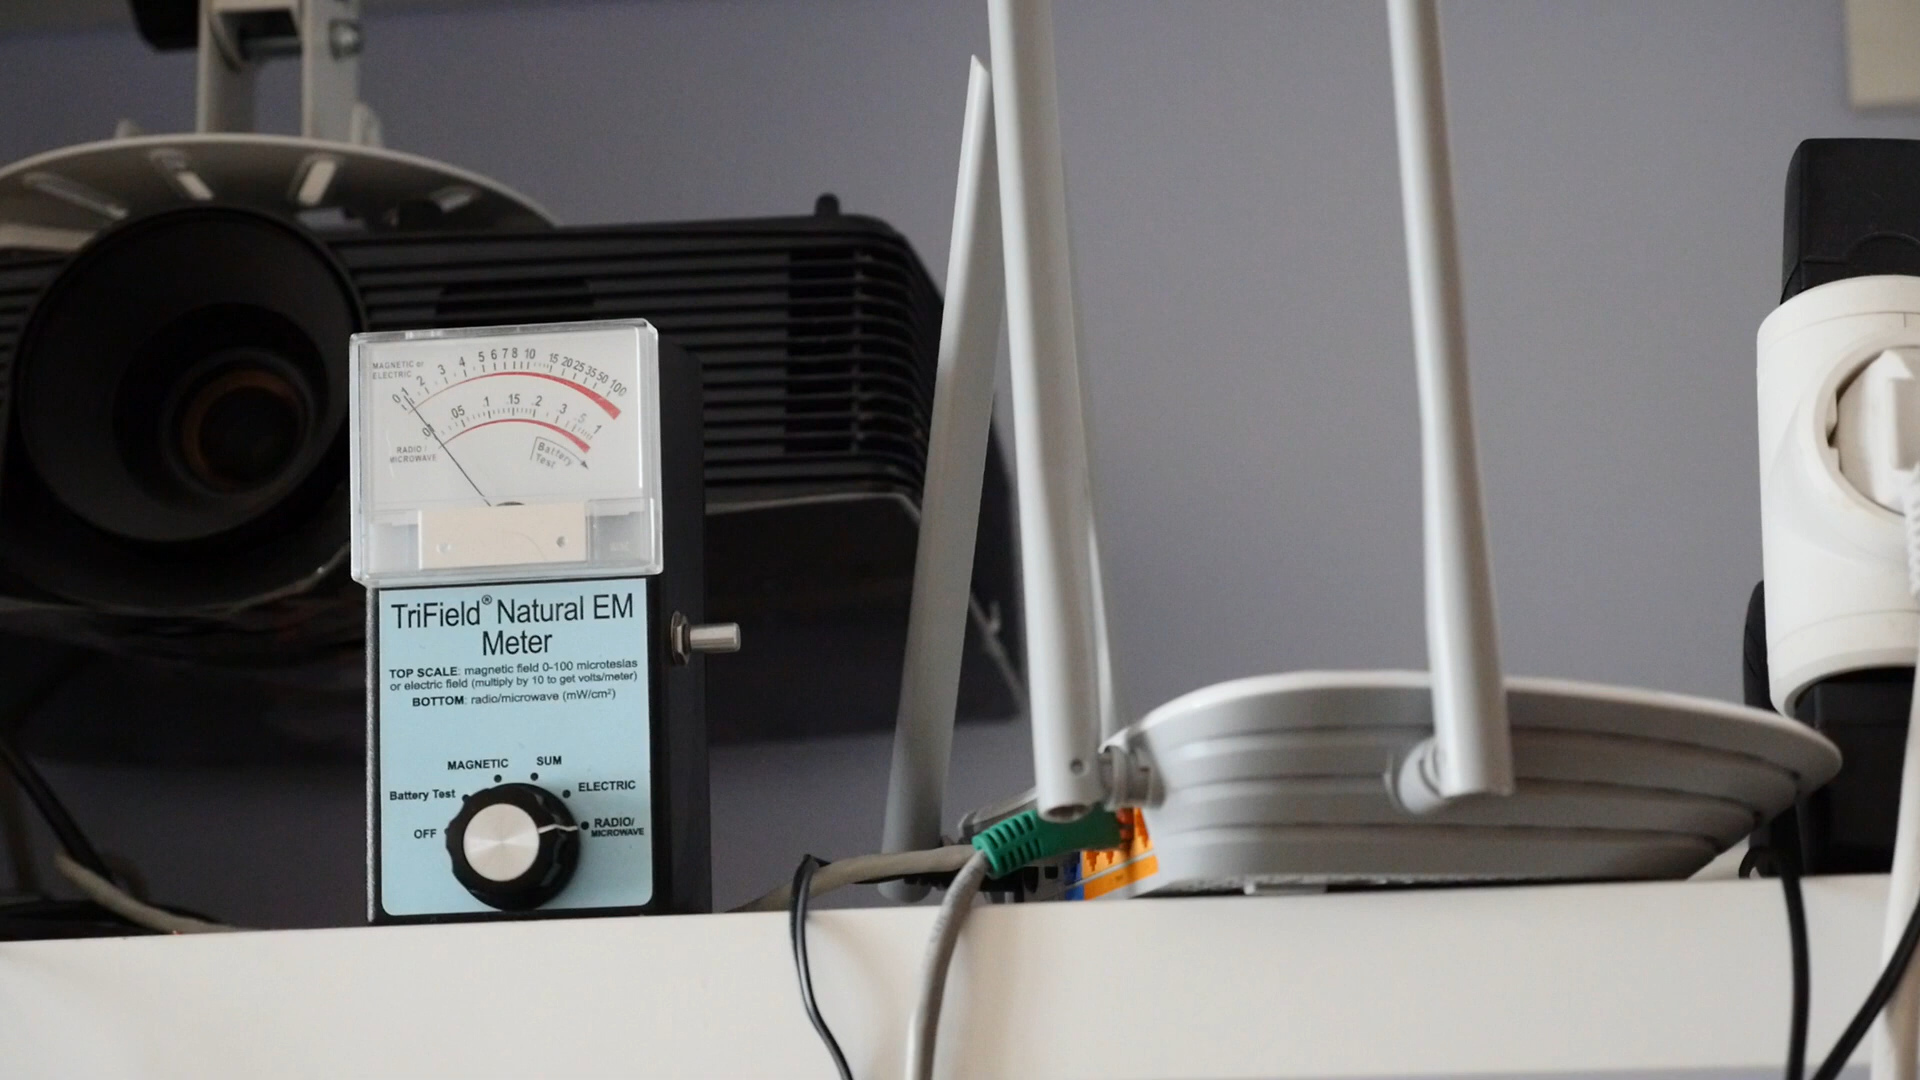 MAGNETIC or
ELECTRIC
0 1 2 3 4 5 6 7 8 10 15 20 25 35 50 100
0 .05 .1 .15 .2 .3 .5 1
RADIO /
MICROWAVE
Battery
Test
TriField® Natural EM
Meter
TOP SCALE: magnetic field 0-100 microteslas
or electric field (multiply by 10 to get volts/meter)
BOTTOM: radio/microwave (mW/cm²)
MAGNETIC SUM
Battery Test ELECTRIC
OFF RADIO/
MICROWAVE